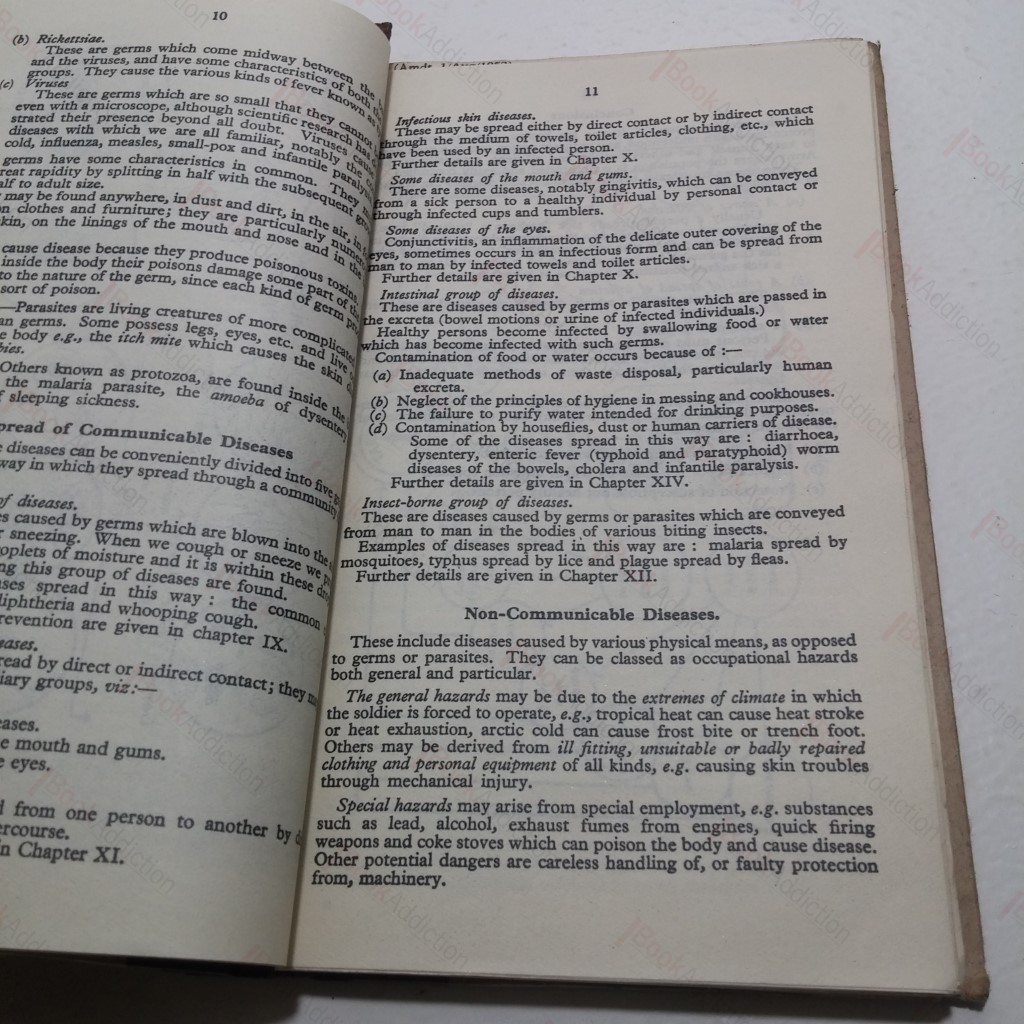 10
(b) Rickettsiae.
These are germs which come midway between the
and the viruses, and have some characteristics of both
groups. They cause the various kinds of fever known as
(c) Viruses
These are germs which are so small that they cannot
even with a microscope, although scientific research has
strated their presence beyond all doubt. Viruses cause
diseases with which we are all familiar, notably the
cold, influenza, measles, small-pox and infantile paralysis
germs have some characteristics in common. They
reat rapidity by splitting in half with the subsequent
alf to adult size.
may be found anywhere, in dust and dirt, in the air, in
on clothes and furniture; they are particularly numer
kin, on the linings of the mouth and nose and in the
cause disease because they produce poisonous toxins.
inside the body their poisons damage some part of
to the nature of the germ, since each kind of germ
sort of poison.
—Parasites are living creatures of more complicated
an germs. Some possess legs, eyes, etc. and live
e body e.g., the itch mite which causes the skin
bies.
Others known as protozoa, are found inside the
the malaria parasite, the amoeba of dysentery
f sleeping sickness.
pread of Communicable Diseases
e diseases can be conveniently divided into five
way in which they spread through a community
of diseases.
es caused by germs which are blown into the
r sneezing. When we cough or sneeze we
oplets of moisture and it is within these
ng this group of diseases are found.
ases spread in this way : the common
diphtheria and whooping cough.
revention are given in chapter IX.
eases.
read by direct or indirect contact; they
iary groups, viz:—
eases.
e mouth and gums.
e eyes.
d from one person to another by
ercourse.
n Chapter XI.
11
Infectious skin diseases.
These may be spread either by direct contact or by indirect contact
through the medium of towels, toilet articles, clothing, etc., which
have been used by an infected person.
Further details are given in Chapter X.
Some diseases of the mouth and gums.
There are some diseases, notably gingivitis, which can be conveyed
from a sick person to a healthy individual by personal contact or
through infected cups and tumblers.
Some diseases of the eyes.
Conjunctivitis, an inflammation of the delicate outer covering of the
eyes, sometimes occurs in an infectious form and can be spread from
man to man by infected towels and toilet articles.
Further details are given in Chapter X.
Intestinal group of diseases.
These are diseases caused by germs or parasites which are passed in
the excreta (bowel motions or urine of infected individuals.)
Healthy persons become infected by swallowing food or water
which has become infected with such germs.
Contamination of food or water occurs because of :—
(a) Inadequate methods of waste disposal, particularly human
excreta.
(b) Neglect of the principles of hygiene in messing and cookhouses.
(c) The failure to purify water intended for drinking purposes.
(d) Contamination by houseflies, dust or human carriers of disease.
Some of the diseases spread in this way are : diarrhoea,
dysentery, enteric fever (typhoid and paratyphoid) worm
diseases of the bowels, cholera and infantile paralysis.
Further details are given in Chapter XIV.
Insect-borne group of diseases.
These are diseases caused by germs or parasites which are conveyed
from man to man in the bodies of various biting insects.
Examples of diseases spread in this way are : malaria spread by
mosquitoes, typhus spread by lice and plague spread by fleas.
Further details are given in Chapter XII.
Non-Communicable Diseases.
These include diseases caused by various physical means, as opposed
to germs or parasites. They can be classed as occupational hazards
both general and particular.
The general hazards may be due to the extremes of climate in which
the soldier is forced to operate, e.g., tropical heat can cause heat stroke
or heat exhaustion, arctic cold can cause frost bite or trench foot.
Others may be derived from ill fitting, unsuitable or badly repaired
clothing and personal equipment of all kinds, e.g. causing skin troubles
through mechanical injury.
Special hazards may arise from special employment, e.g. substances
such as lead, alcohol, exhaust fumes from engines, quick firing
weapons and coke stoves which can poison the body and cause disease.
Other potential dangers are careless handling of, or faulty protection
from, machinery.